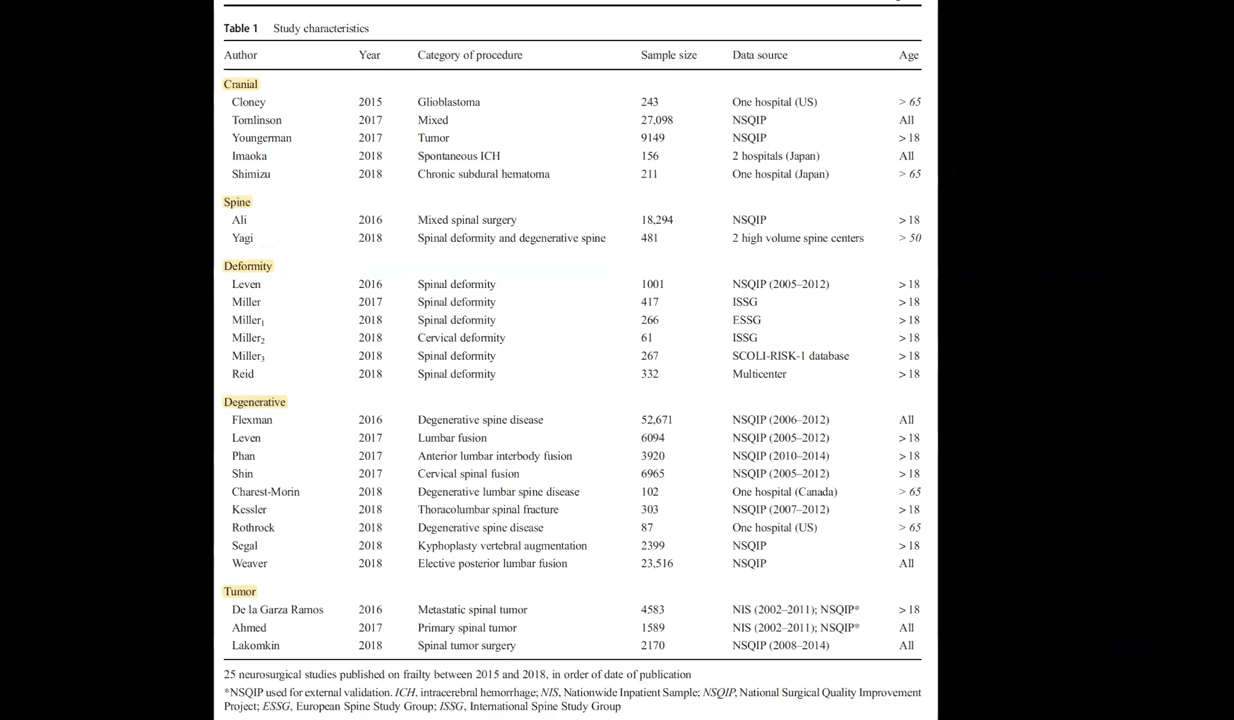 Table 1 Study characteristics
Author Year Category of procedure Sample size Data source Age
Cranial
Cloney 2015 Glioblastoma 243 One hospital (US) > 65
Tomlinson 2017 Mixed 27,098 NSQIP All
Youngerman 2017 Tumor 9149 NSQIP > 18
Imaoka 2018 Spontaneous ICH 156 2 hospitals (Japan) All
Shimizu 2018 Chronic subdural hematoma 211 One hospital (Japan) > 65
Spine
Ali 2016 Mixed spinal surgery 18,294 NSQIP > 18
Yagi 2018 Spinal deformity and degenerative spine 481 2 high volume spine centers > 50
Deformity
Leven 2016 Spinal deformity 1001 NSQIP (2005–2012) > 18
Miller 2017 Spinal deformity 417 ISSG > 18
Miller₁ 2018 Spinal deformity 266 ESSG > 18
Miller₂ 2018 Cervical deformity 61 ISSG > 18
Miller₃ 2018 Spinal deformity 267 SCOLI-RISK-1 database > 18
Reid 2018 Spinal deformity 332 Multicenter > 18
Degenerative
Flexman 2016 Degenerative spine disease 52,671 NSQIP (2006–2012) All
Leven 2017 Lumbar fusion 6094 NSQIP (2005–2012) > 18
Phan 2017 Anterior lumbar interbody fusion 3920 NSQIP (2010–2014) > 18
Shin 2017 Cervical spinal fusion 6965 NSQIP (2005–2012) > 18
Charest-Morin 2018 Degenerative lumbar spine disease 102 One hospital (Canada) > 65
Kessler 2018 Thoracolumbar spinal fracture 303 NSQIP (2007–2012) > 18
Rothrock 2018 Degenerative spine disease 87 One hospital (US) > 65
Segal 2018 Kyphoplasty vertebral augmentation 2399 NSQIP > 18
Weaver 2018 Elective posterior lumbar fusion 23,516 NSQIP All
Tumor
De la Garza Ramos 2016 Metastatic spinal tumor 4583 NIS (2002–2011); NSQIP* > 18
Ahmed 2017 Primary spinal tumor 1589 NIS (2002–2011); NSQIP* All
Lakomkin 2018 Spinal tumor surgery 2170 NSQIP (2008–2014) All
25 neurosurgical studies published on frailty between 2015 and 2018, in order of date of publication
*NSQIP used for external validation. ICH, intracerebral hemorrhage; NIS, Nationwide Inpatient Sample; NSQIP, National Surgical Quality Improvement
Project; ESSG, European Spine Study Group; ISSG, International Spine Study Group